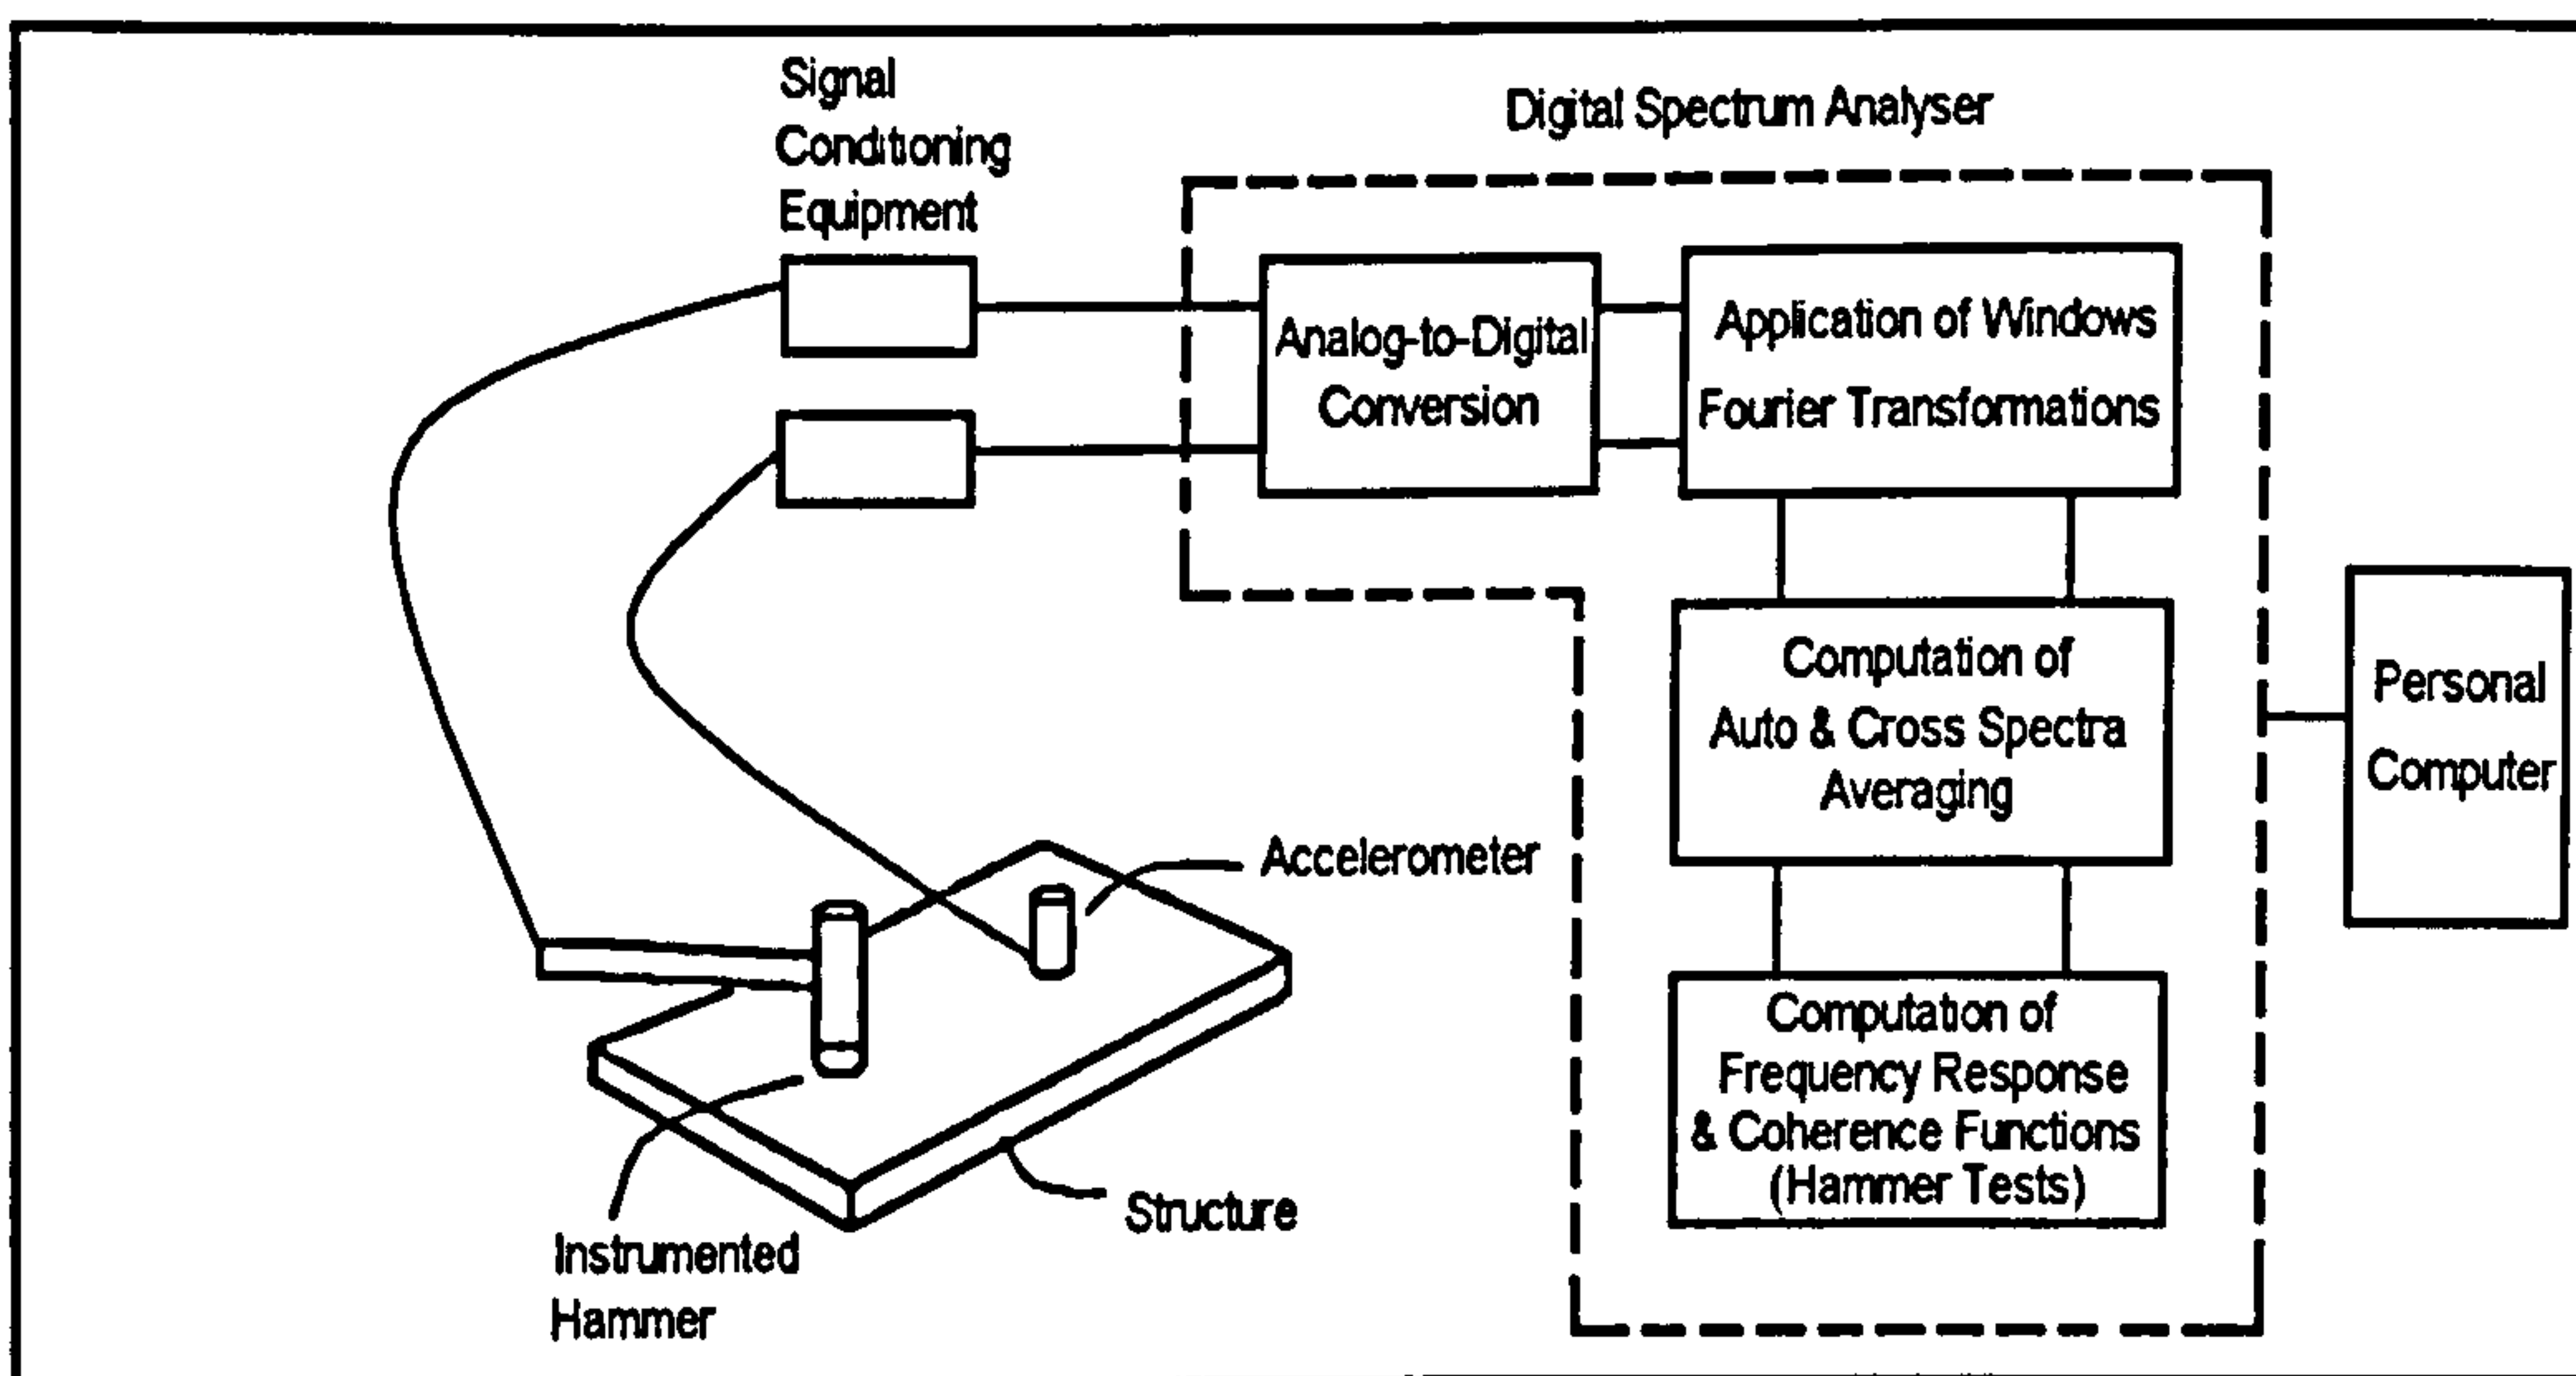 Signal
Conditioning
Equipment
Digital Spectrum Analyser
Analog-to-Digital
Conversion
Application of Windows
Fourier Transformations
Computation of
Auto & Cross Spectra
Averaging
Personal
Computer
Accelerometer
Computation of
Frequency Response
& Coherence Functions
(Hammer Tests)
Structure
Instrumented
Hammer